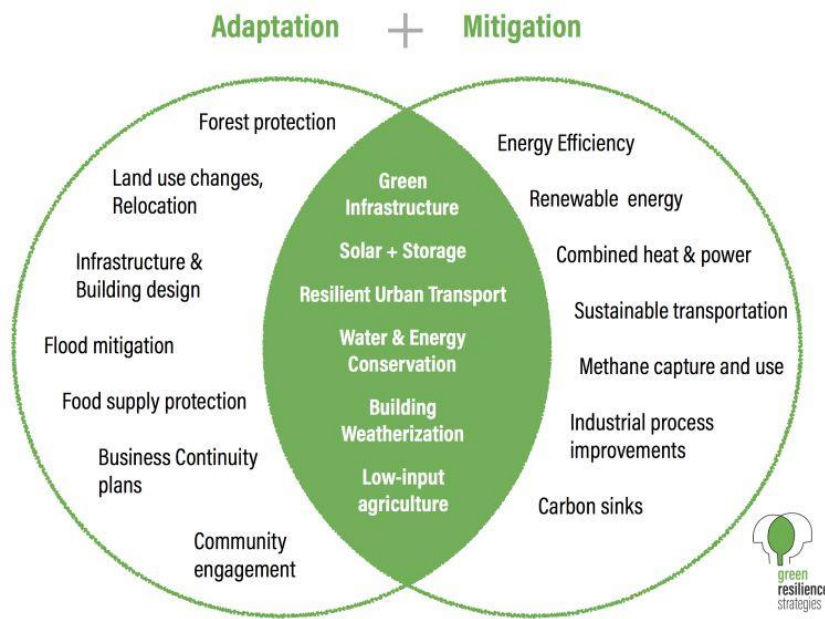 Adaptation + Mitigation
Forest protection
Land use changes,
Relocation
Infrastructure &
Building design
Flood mitigation
Food supply protection
Business Continuity
plans
Community
engagement
Green
Infrastructure
Solar + Storage
Resilient Urban Transport
Water & Energy
Conservation
Building
Weatherization
Low-input
agriculture
Energy Efficiency
Renewable energy
Combined heat & power
Sustainable transportation
Methane capture and use
Industrial process
improvements
Carbon sinks
green
resilience
strategies